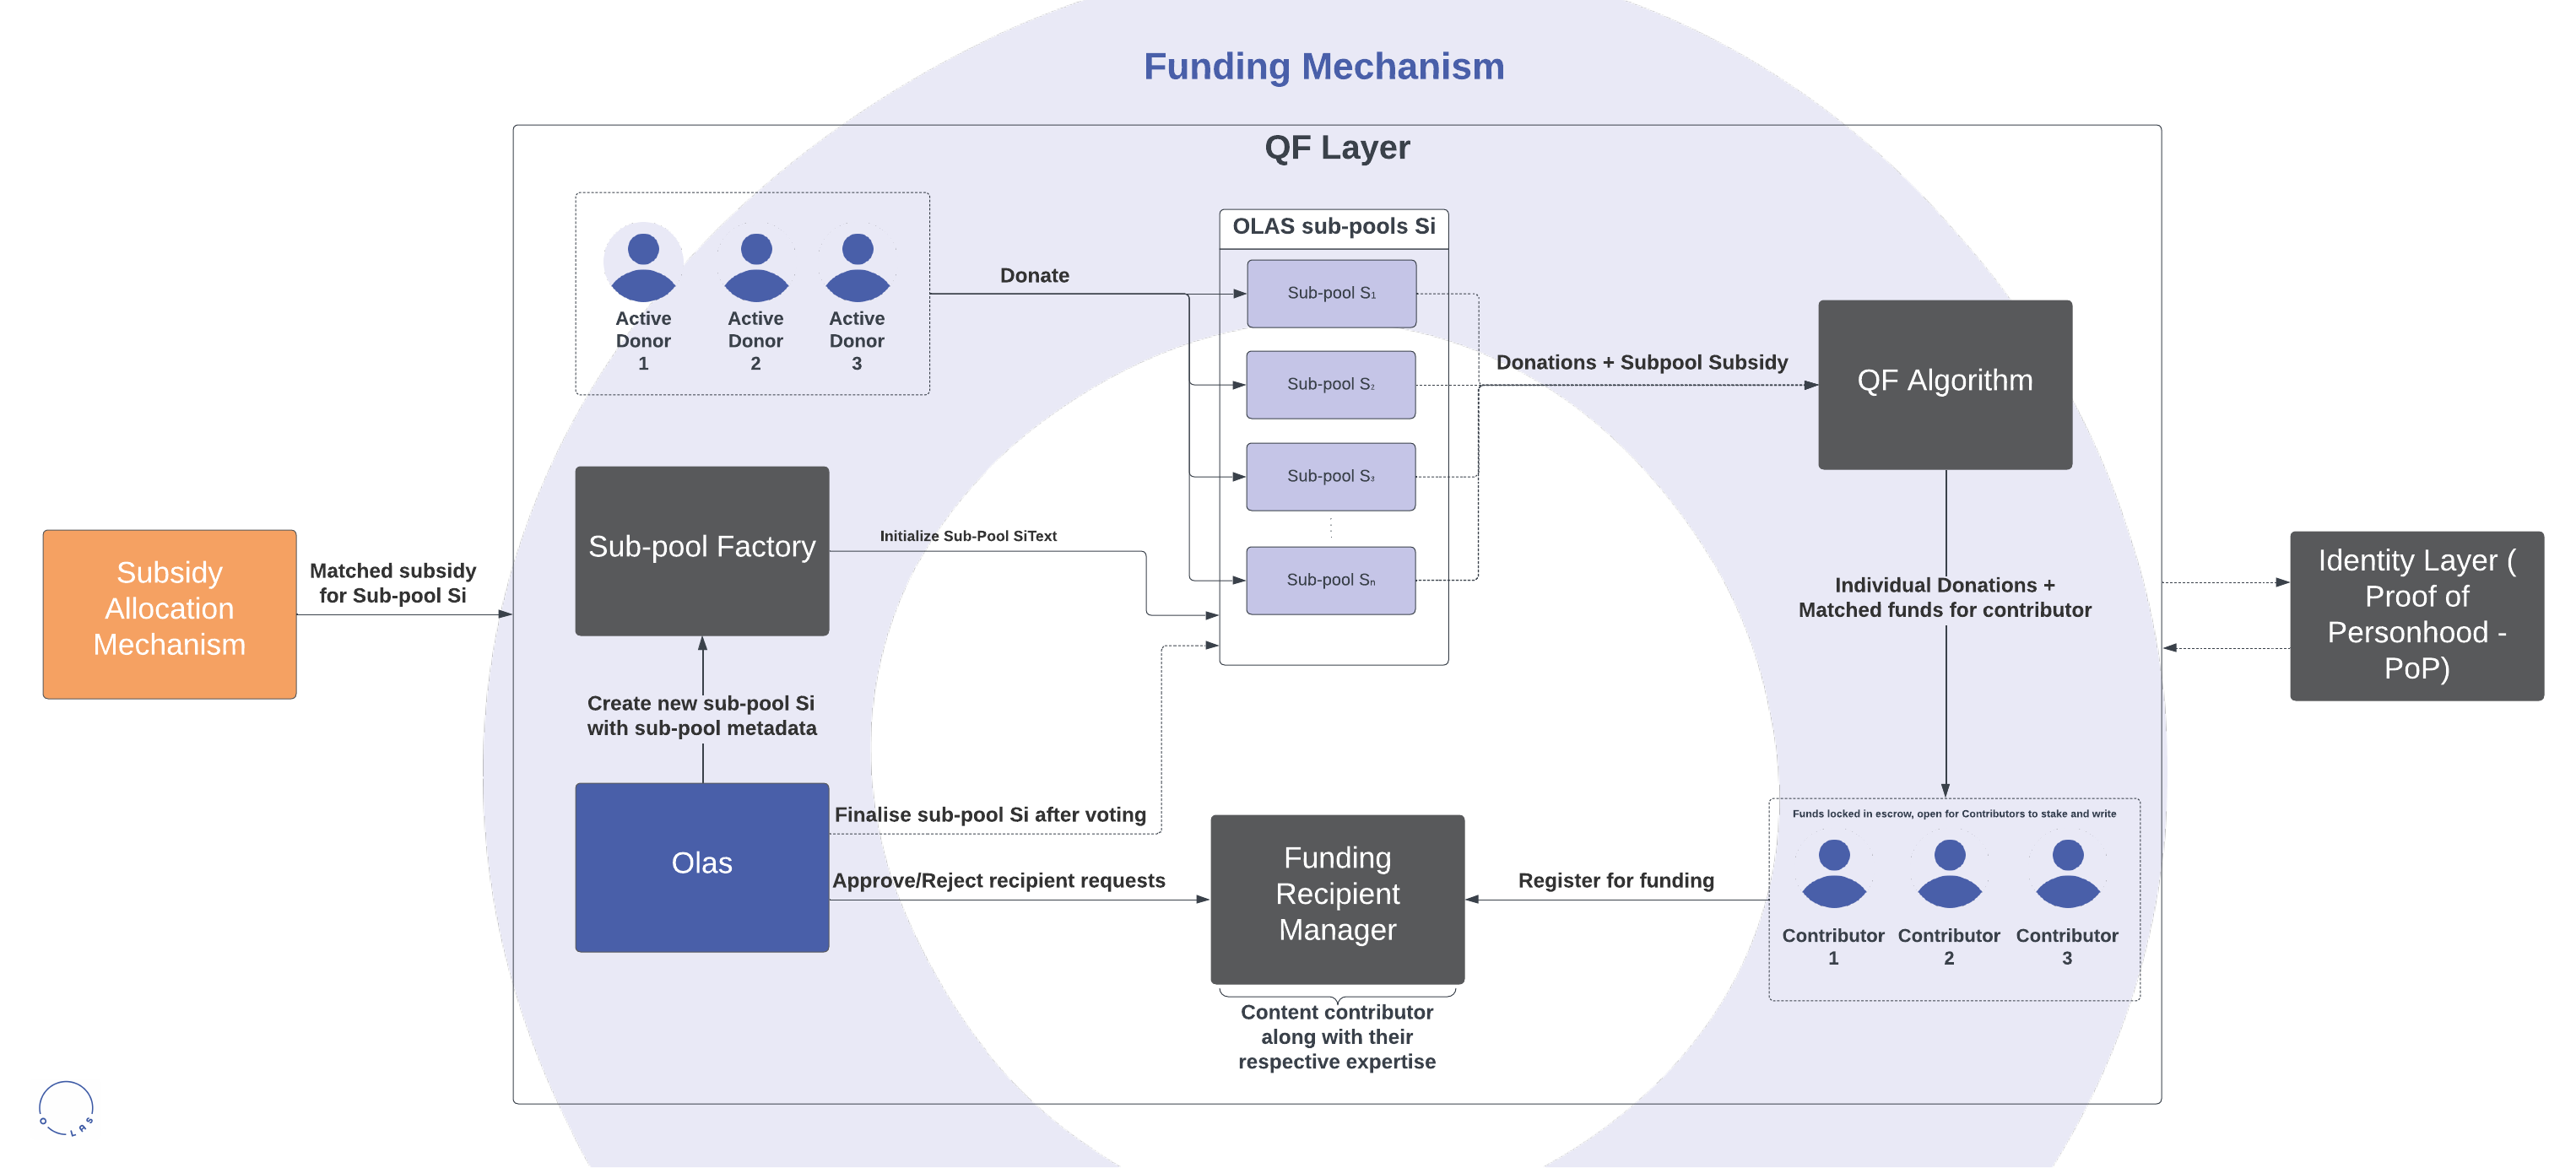 Funding Mechanism
QF Layer
Active
Donor
1
Active
Donor
2
Active
Donor
3
Donate
OLAS sub-pools Si
Sub-pool S₁
Sub-pool S₂
Sub-pool S₃
Sub-pool Sₙ
Donations + Subpool Subsidy
QF Algorithm
Sub-pool Factory
Initialize Sub-Pool SiText
Subsidy
Allocation
Mechanism
Matched subsidy
for Sub-pool Si
Individual Donations +
Matched funds for contributor
Identity Layer (
Proof of
Personhood -
PoP)
Create new sub-pool Si
with sub-pool metadata
Olas
Finalise sub-pool Si after voting
Approve/Reject recipient requests
Funding
Recipient
Manager
Register for funding
Funds locked in escrow, open for Contributors to stake and write
Contributor
1
Contributor
2
Contributor
3
Content contributor
along with their
respective expertise
OLAS